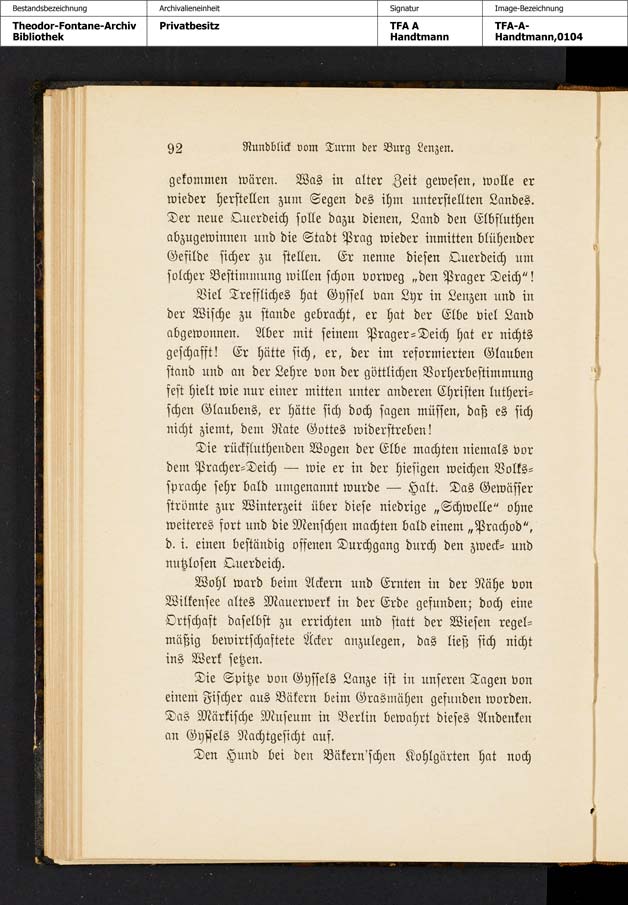 Bestandsbezeichnung Archivalieneinheit Signatur Image-Bezeichnung
Theodor-Fontane-Archiv Privatbesitz TFA A TFA-A-
Bibliothek Handtmann Handtmann,0104
92 Rundblick vom Turm der Burg Lenzen.
gekommen wären. Was in alter Zeit gewesen, wolle er
wieder herstellen zum Segen des ihm unterstellten Landes.
Der neue Querdeich solle dazu dienen, Land den Elbfluthen
abzugewinnen und die Stadt Prag wieder inmitten blühender
Gefilde sicher zu stellen. Er nenne diesen Querdeich um
solcher Bestimmung willen schon vorweg „den Prager Deich“!
Viel Treffliches hat Gyssel van Lyr in Lenzen und in
der Wische zu stande gebracht, er hat der Elbe viel Land
abgewonnen. Aber mit seinem Prager-Deich hat er nichts
geschafft! Er hätte sich, er, der im reformierten Glauben
stand und an der Lehre von der göttlichen Vorherbestimmung
fest hielt wie nur einer mitten unter anderen Christen lutheri-
schen Glaubens, er hätte sich doch sagen müssen, daß es sich
nicht ziemt, dem Rate Gottes widerstreben!
Die rückfluthenden Wogen der Elbe machten niemals vor
dem Pracher-Deich — wie er in der hiesigen weichen Volks-
sprache sehr bald umgenannt wurde — Halt. Das Gewässer
strömte zur Winterzeit über diese niedrige „Schwelle“ ohne
weiteres fort und die Menschen machten bald einem „Prachod“,
d. i. einen beständig offenen Durchgang durch den zweck- und
nutzlosen Querdeich.
Wohl ward beim Ackern und Ernten in der Nähe von
Wilkensee altes Mauerwerk in der Erde gefunden; doch eine
Ortschaft daselbst zu errichten und statt der Wiesen regel-
mäßig bewirtschaftete Äcker anzulegen, das ließ sich nicht
ins Werk setzen.
Die Spitze von Gyssels Lanze ist in unseren Tagen von
einem Fischer aus Bäkern beim Grasmähen gefunden worden.
Das Märkische Museum in Berlin bewahrt dieses Andenken
an Gyssels Nachtgesicht auf.
Den Hund bei den Bäkern'schen Kohlgärten hat noch